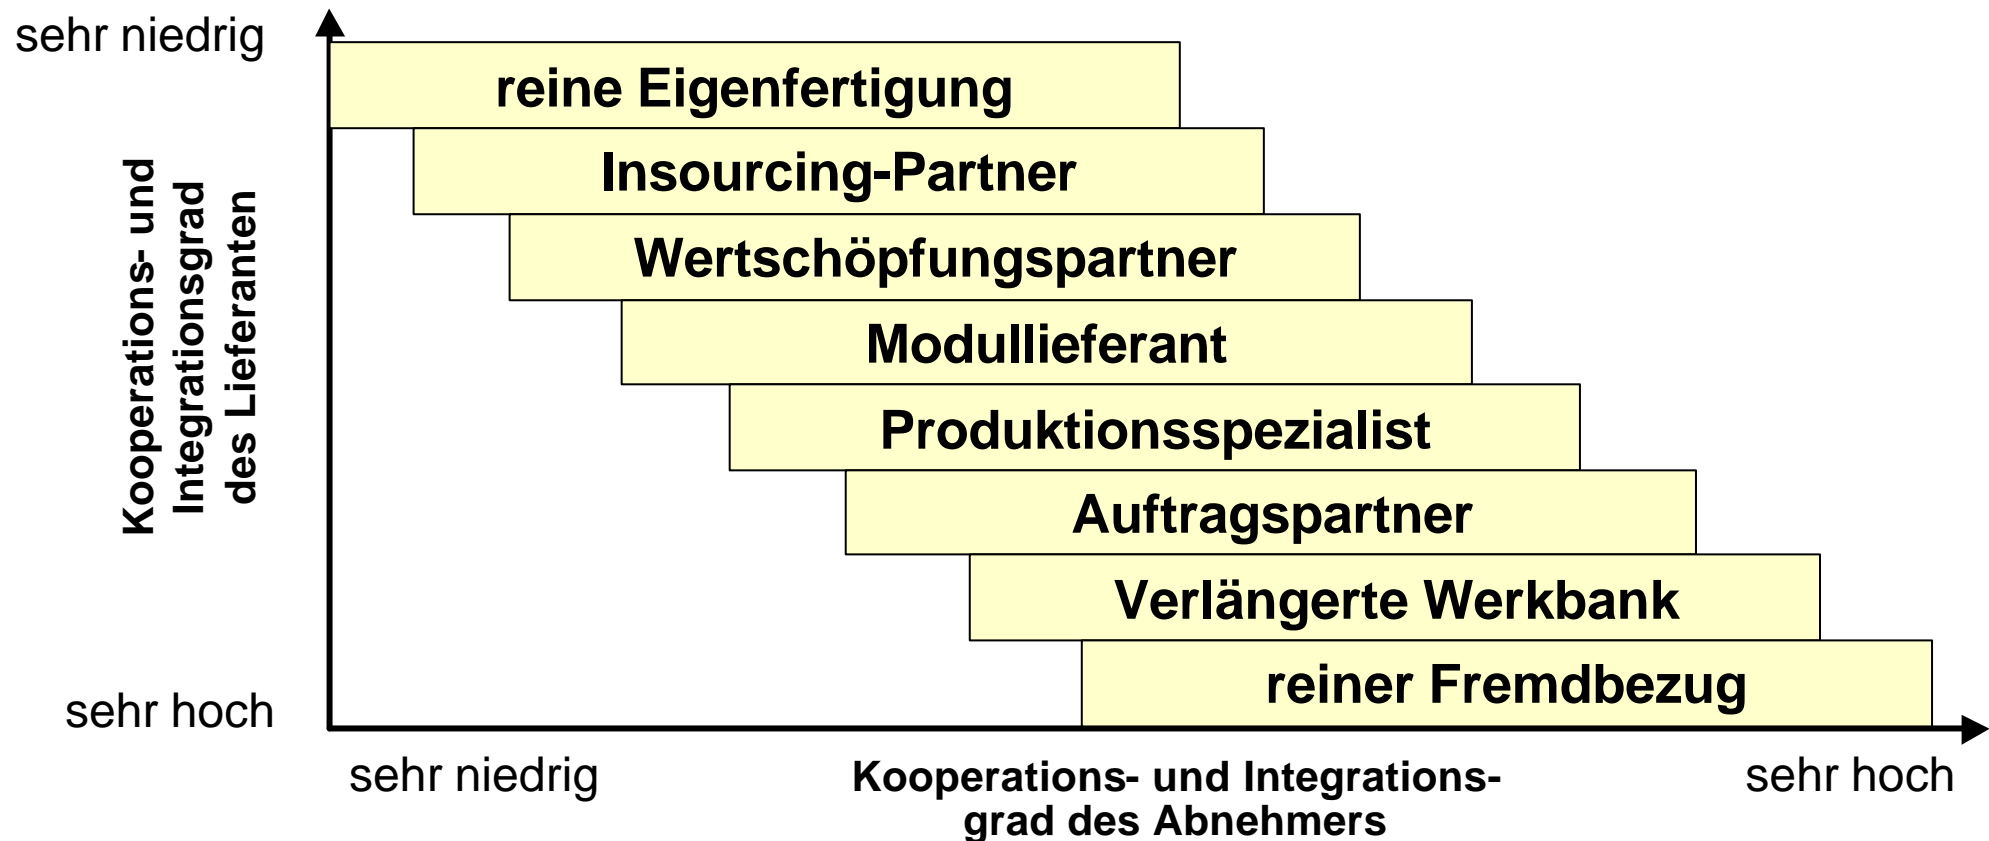 sehr niedrig
reine Eigenfertigung
Insourcing-Partner
Wertschöpfungspartner
Modullieferant
Produktionsspezialist
Auftragspartner
Verlängerte Werkbank
reiner Fremdbezug
Kooperations- und
Integrationsgrad
des Lieferanten
sehr hoch
sehr niedrig
Kooperations- und Integrations-
grad des Abnehmers
sehr hoch